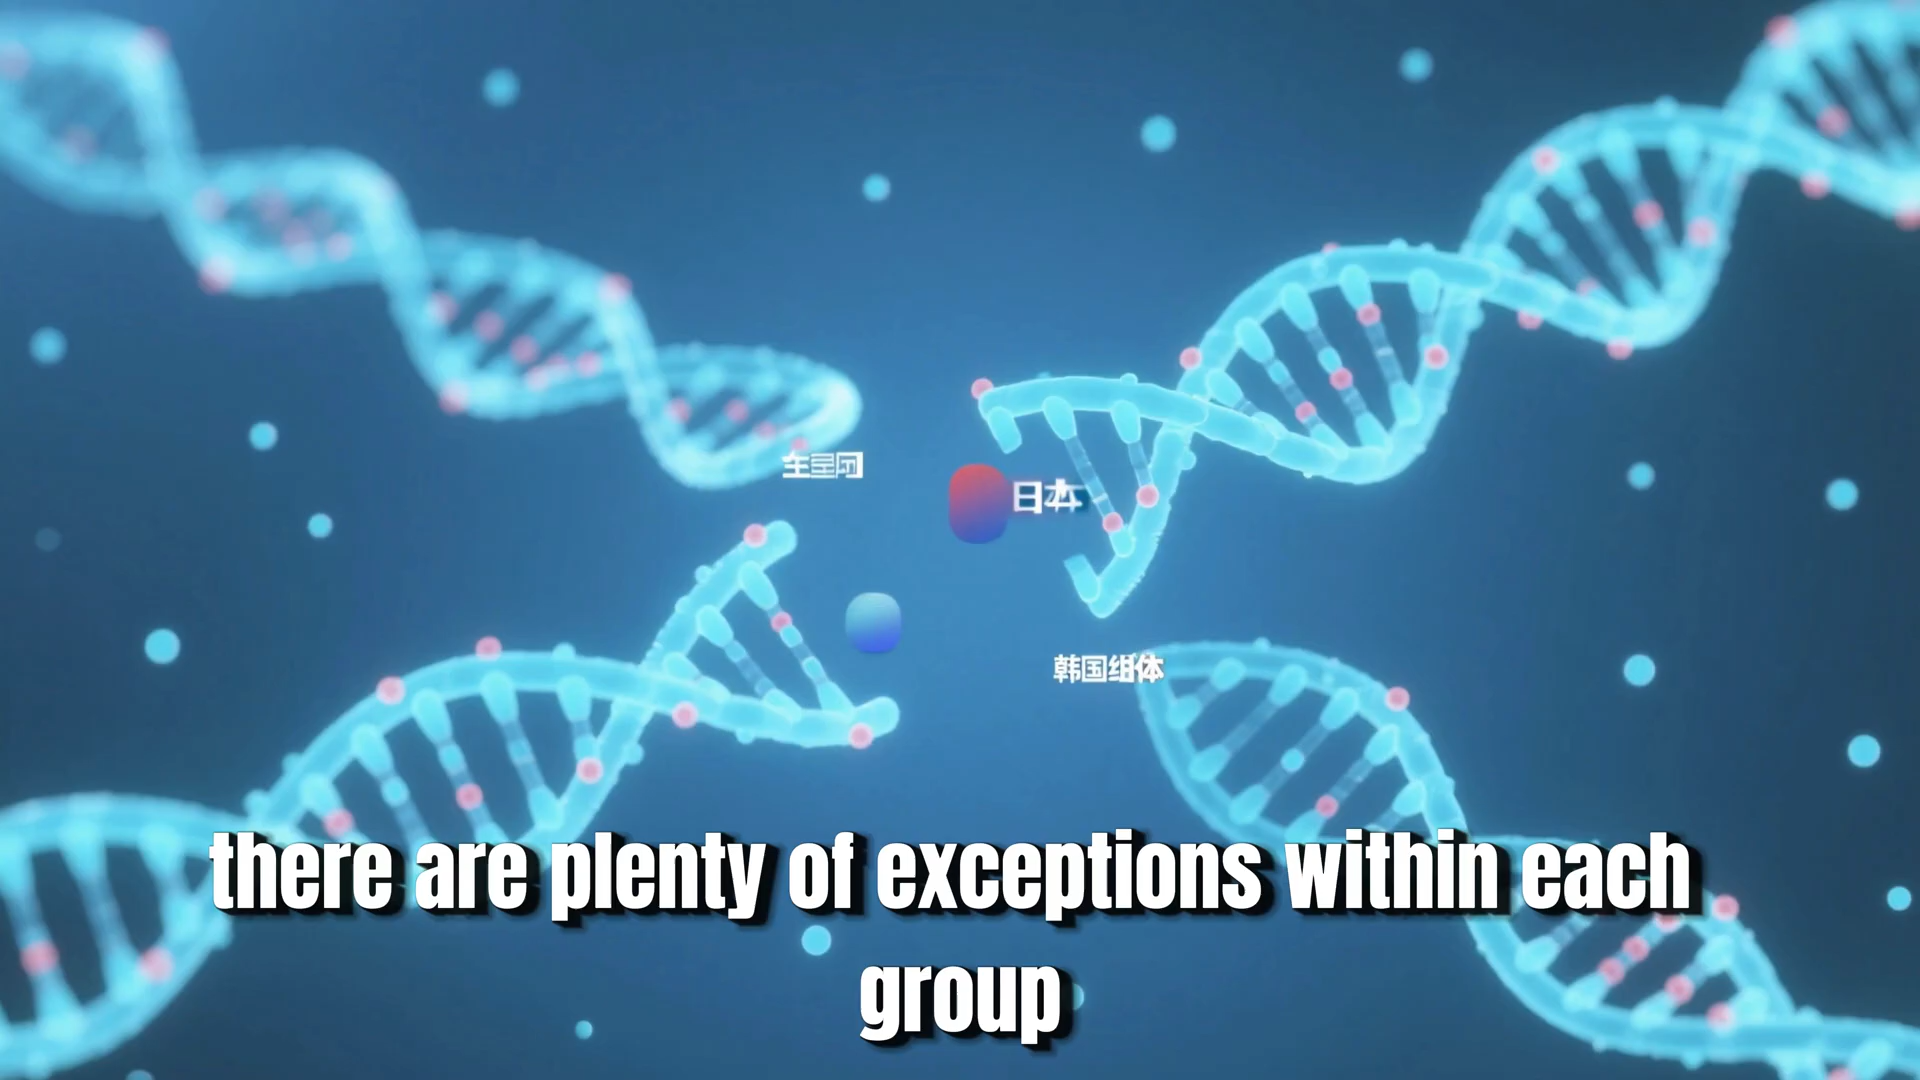 日本
韩国组体
there are plenty of exceptions within each
group